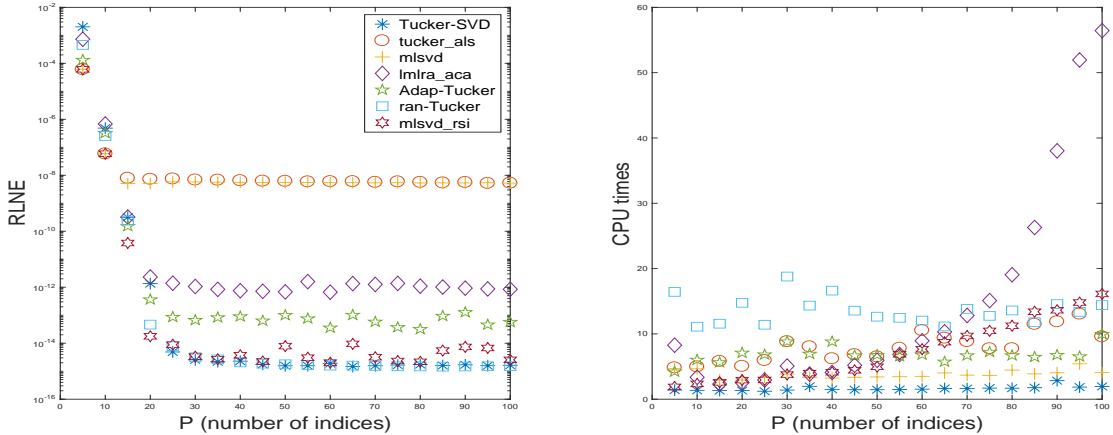 10^-2
10^-4
10^-6
10^-8
10^-10
10^-12
10^-14
10^-16
RLNE
Tucker-SVD
tucker_als
mlsvd
lmlra_aca
Adap-Tucker
ran-Tucker
mlsvd_rsi
0 10 20 30 40 50 60 70 80 90 100
P (number of indices)
60
50
40
30
20
10
0
CPU times
0 10 20 30 40 50 60 70 80 90 100
P (number of indices)